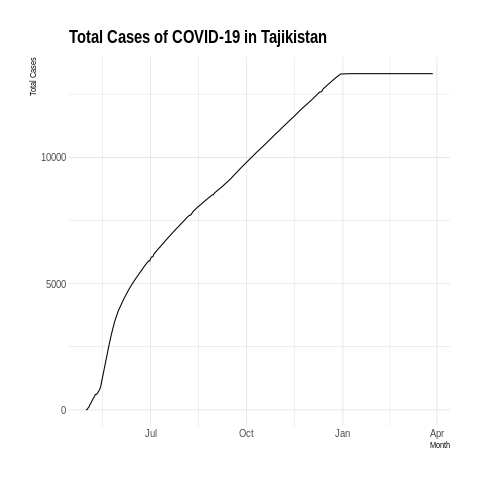 Total Cases of COVID-19 in Tajikistan
Total Cases
10000
5000
0
Jul Oct Jan Apr
Month